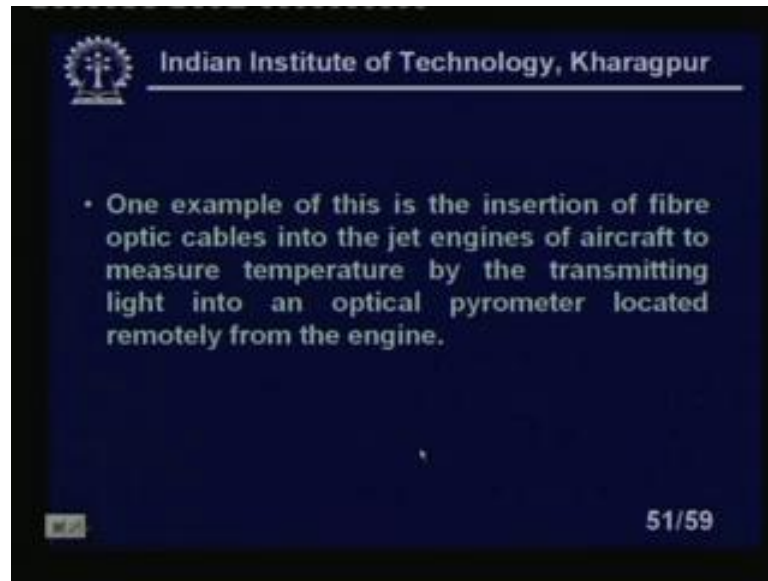 Indian Institute of Technology, Kharagpur
• One example of this is the insertion of fibre
optic cables into the jet engines of aircraft to
measure temperature by the transmitting
light into an optical pyrometer located
remotely from the engine.
51/59